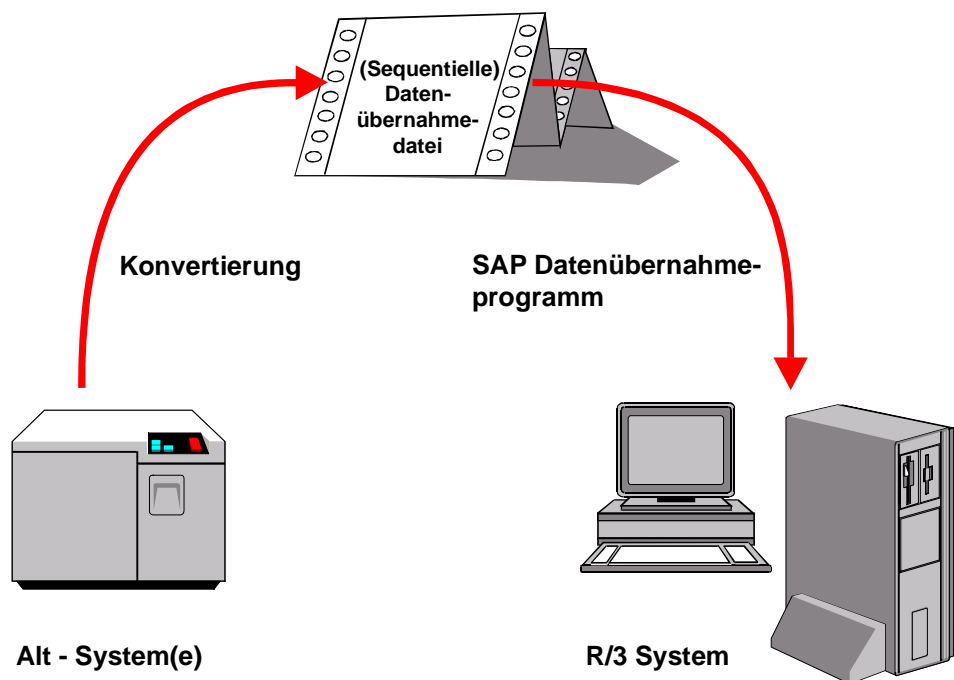 (Sequentielle)
Daten-
übernahme-
datei
Konvertierung
SAP Datenübernahme-
programm
Alt - System(e)
R/3 System